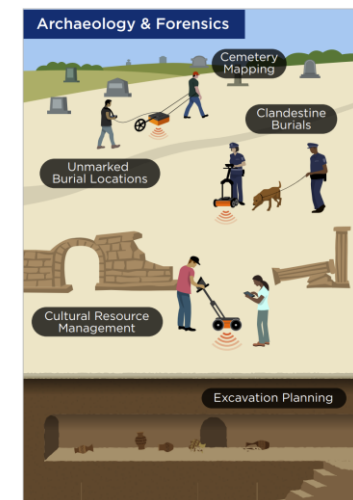 Archaeology & Forensics
Cemetery
Mapping
Clandestine
Burials
Unmarked
Burial Locations
Cultural Resource
Management
Excavation Planning